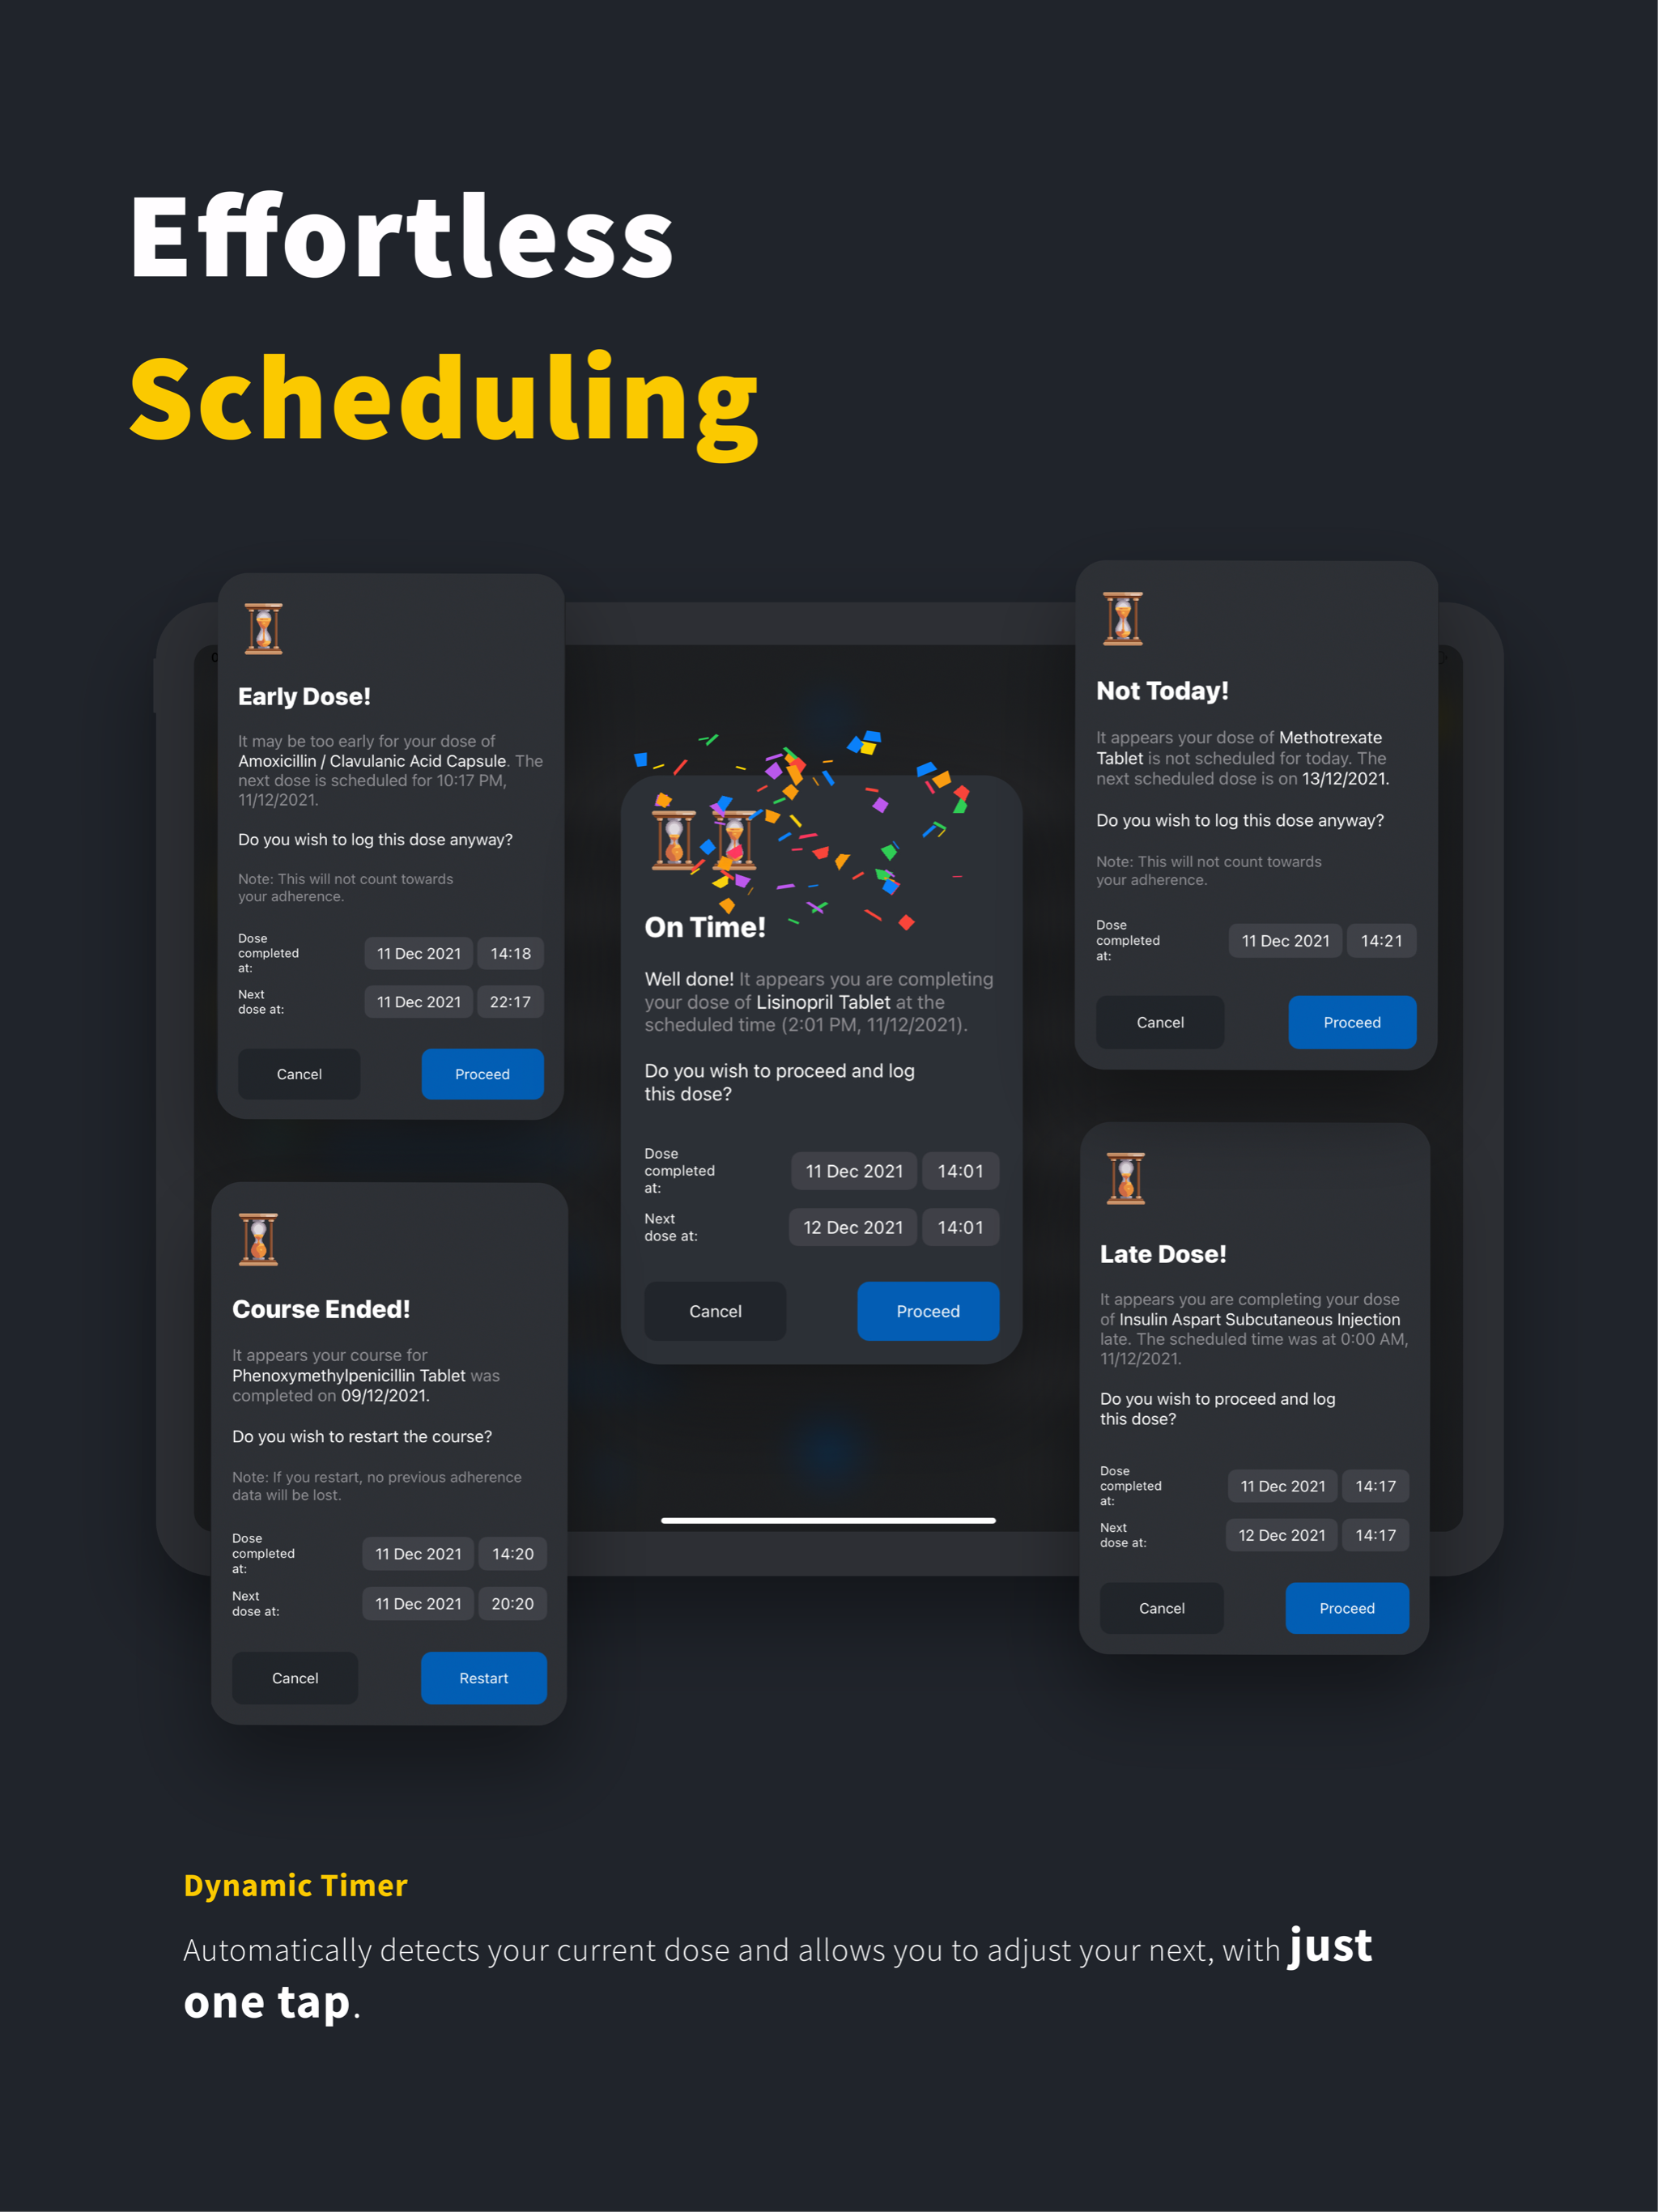 Effortless
Scheduling
Early Dose!
It may be too early for your dose of
Amoxicillin / Clavulanic Acid Capsule. The
next dose is scheduled for 10:17 PM,
11/12/2021.
Do you wish to log this dose anyway?
Note: This will not count towards
your adherence.
Dose
completed
at:
11 Dec 2021 14:18
Next
dose at:
11 Dec 2021 22:17
Cancel Proceed
Course Ended!
It appears your course for
Phenoxymethylpenicillin Tablet was
completed on 09/12/2021.
Do you wish to restart the course?
Note: If you restart, no previous adherence
data will be lost.
Dose
completed
at:
11 Dec 2021 14:20
Next
dose at:
11 Dec 2021 20:20
Cancel Restart
On Time!
Well done! It appears you are completing
your dose of Lisinopril Tablet at the
scheduled time (2:01 PM, 11/12/2021).
Do you wish to proceed and log
this dose?
Dose
completed
at:
11 Dec 2021 14:01
Next
dose at:
12 Dec 2021 14:01
Cancel Proceed
Not Today!
It appears your dose of Methotrexate
Tablet is not scheduled for today. The
next scheduled dose is on 13/12/2021.
Do you wish to log this dose anyway?
Note: This will not count towards
your adherence.
Dose
completed
at:
11 Dec 2021 14:21
Cancel Proceed
Late Dose!
It appears you are completing your dose
of Insulin Aspart Subcutaneous Injection
late. The scheduled time was at 0:00 AM,
11/12/2021.
Do you wish to proceed and log
this dose?
Dose
completed
at:
11 Dec 2021 14:17
Next
dose at:
12 Dec 2021 14:17
Cancel Proceed
Dynamic Timer
Automatically detects your current dose and allows you to adjust your next, with just
one tap.